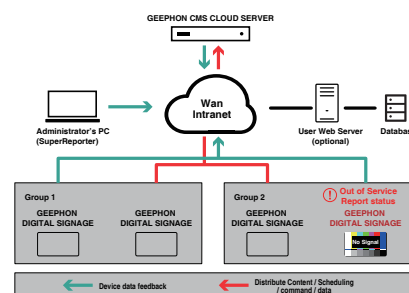 GEEPHON CMS CLOUD SERVER
Wan
Intranet
Administrator's PC
(SuperReporter)
User Web Server
(optional)
Databas
Group 1
GEEPHON
DIGITAL SIGNAGE
GEEPHON
DIGITAL SIGNAGE
Group 2
GEEPHON
DIGITAL SIGNAGE
Out of Service
Report status
GEEPHON
DIGITAL SIGNAGE
No Signal
Device data feedback
Distribute Content / Scheduling
/ command / data